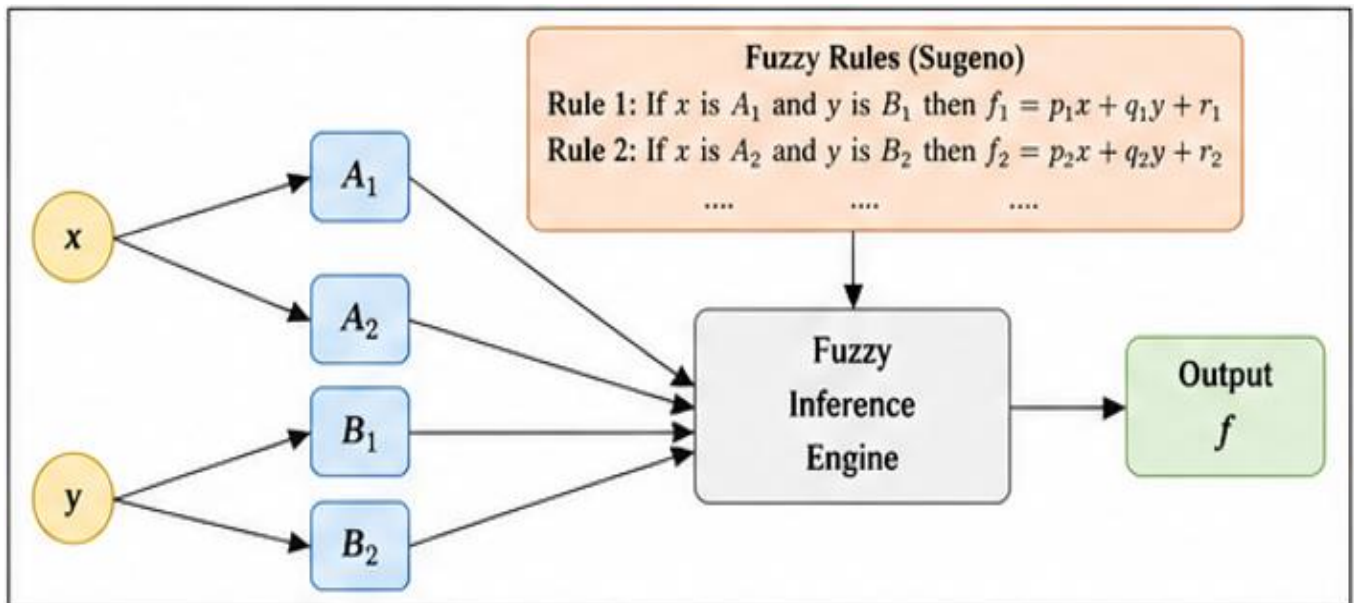 Fuzzy Rules (Sugeno)
Rule 1: If x is A₁ and y is B₁ then f₁ = p₁x + q₁y + r₁
Rule 2: If x is A₂ and y is B₂ then f₂ = p₂x + q₂y + r₂
.... .... ....
x
A₁
A₂
y
B₁
B₂
Fuzzy
Inference
Engine
Output
f